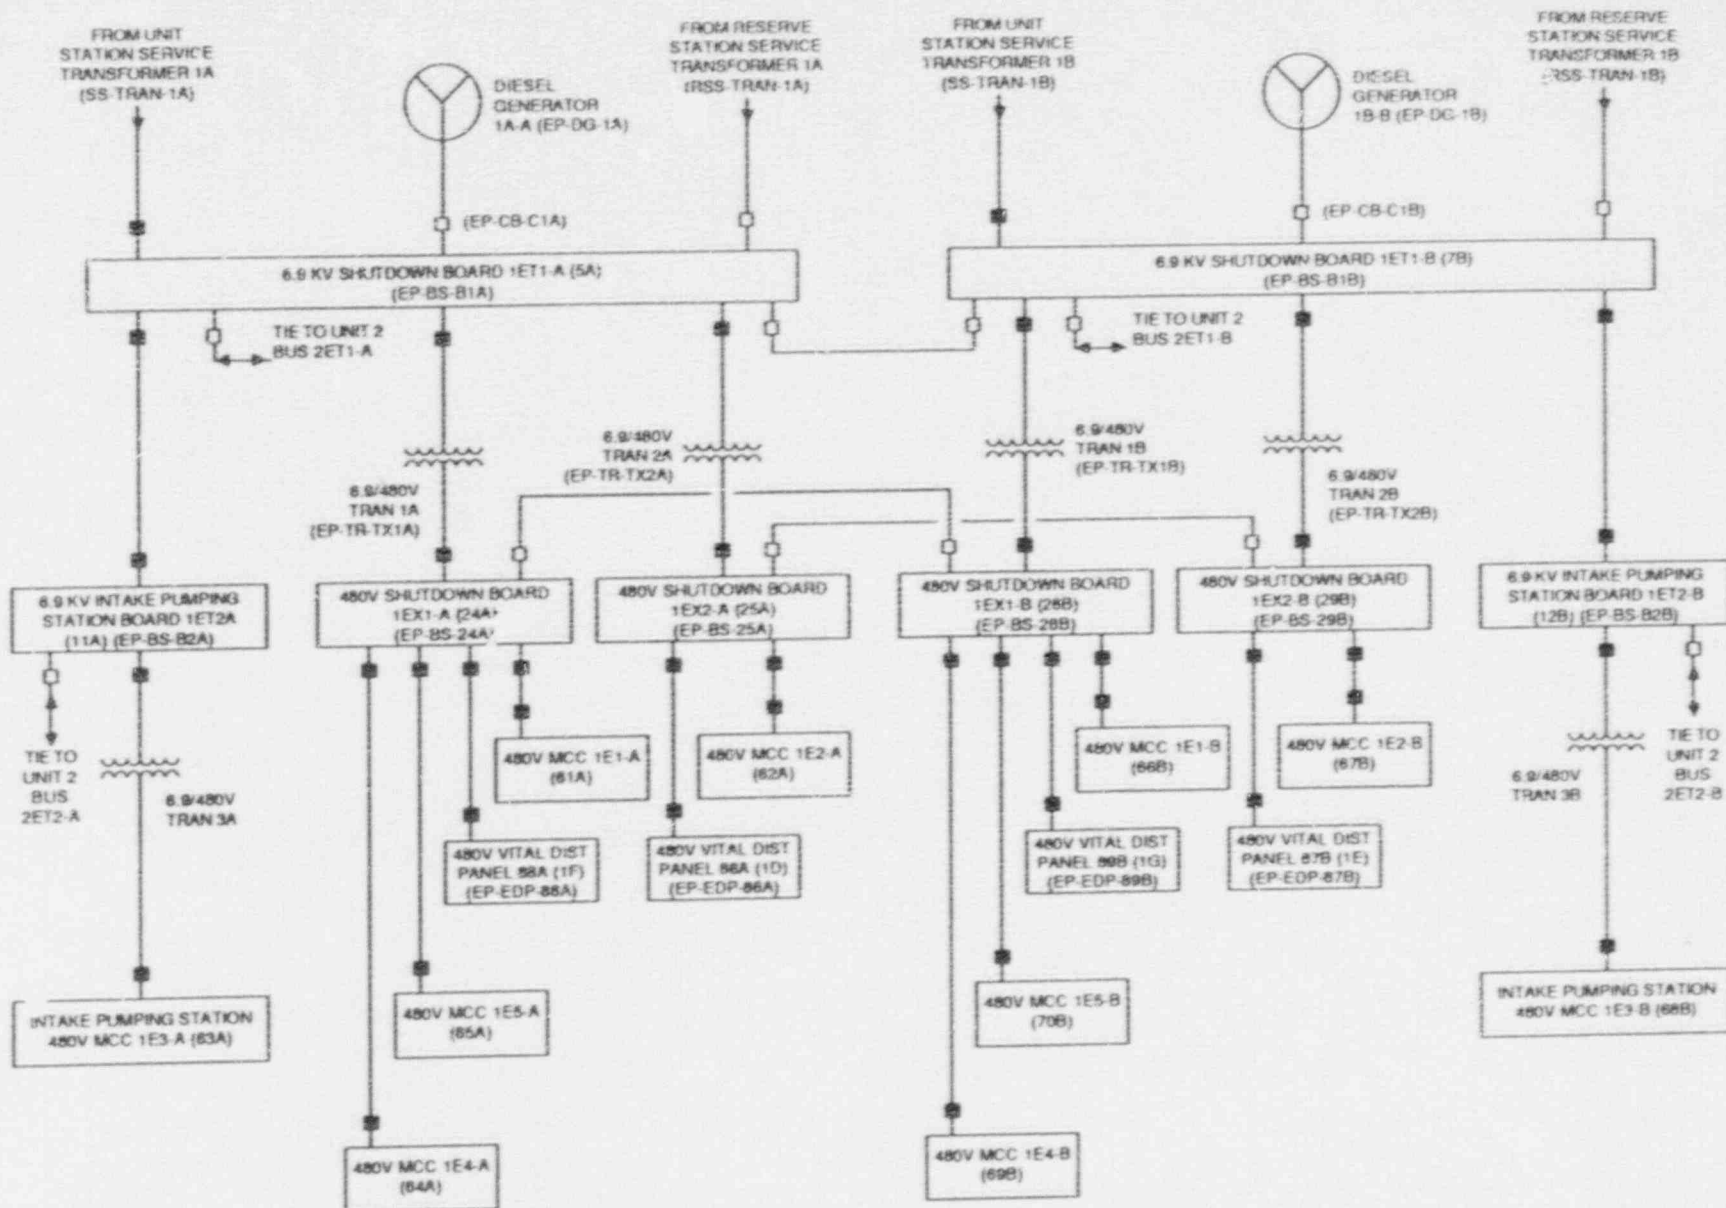 FROM UNIT
STATION SERVICE
TRANSFORMER 1A
(SS-TRAN-1A)
DIESEL
GENERATOR
1A-A (EP-DG-1A)
FROM RESERVE
STATION SERVICE
TRANSFORMER 1A
(RSS-TRAN-1A)
FROM UNIT
STATION SERVICE
TRANSFORMER 1B
(SS-TRAN-1B)
DIESEL
GENERATOR
1B-B (EP-DG-1B)
FROM RESERVE
STATION SERVICE
TRANSFORMER 1B
(RSS-TRAN-1B)
(EP-CB-C1A)
(EP-CB-C1B)
6.9 KV SHUTDOWN BOARD 1ET1-A (5A)
(EP-BS-B1A)
6.9 KV SHUTDOWN BOARD 1ET1-B (7B)
(EP-BS-B1B)
TIE TO UNIT 2
BUS 2ET1-A
TIE TO UNIT 2
BUS 2ET1-B
6.9/480V
TRAN 1A
(EP-TR-TX1A)
6.9/480V
TRAN 2A
(EP-TR-TX2A)
6.9/480V
TRAN 1B
(EP-TR-TX1B)
6.9/480V
TRAN 2B
(EP-TR-TX2B)
6.9 KV INTAKE PUMPING
STATION BOARD 1ET2A
(11A) (EP-BS-B2A)
480V SHUTDOWN BOARD
1EX1-A (24A)
(EP-BS-24A)
480V SHUTDOWN BOARD
1EX2-A (25A)
(EP-BS-25A)
480V SHUTDOWN BOARD
1EX1-B (28B)
(EP-BS-28B)
480V SHUTDOWN BOARD
1EX2-B (29B)
(EP-BS-29B)
6.9 KV INTAKE PUMPING
STATION BOARD 1ET2-B
(12B) (EP-BS-B2B)
TIE TO
UNIT 2
BUS
2ET2-A
6.9/480V
TRAN 3A
480V MCC 1E1-A
(61A)
480V MCC 1E2-A
(62A)
480V MCC 1E1-B
(66B)
480V MCC 1E2-B
(67B)
6.9/480V
TRAN 3B
TIE TO
UNIT 2
BUS
2ET2-B
480V VITAL DIST
PANEL 88A (1F)
(EP-EDP-88A)
480V VITAL DIST
PANEL 86A (1D)
(EP-EDP-86A)
480V VITAL DIST
PANEL 89B (1G)
(EP-EDP-89B)
480V VITAL DIST
PANEL 87B (1E)
(EP-EDP-87B)
INTAKE PUMPING STATION
480V MCC 1E3-A (63A)
480V MCC 1E5-A
(65A)
480V MCC 1E5-B
(70B)
INTAKE PUMPING STATION
480V MCC 1E3-B (68B)
480V MCC 1E4-A
(64A)
480V MCC 1E4-B
(69B)